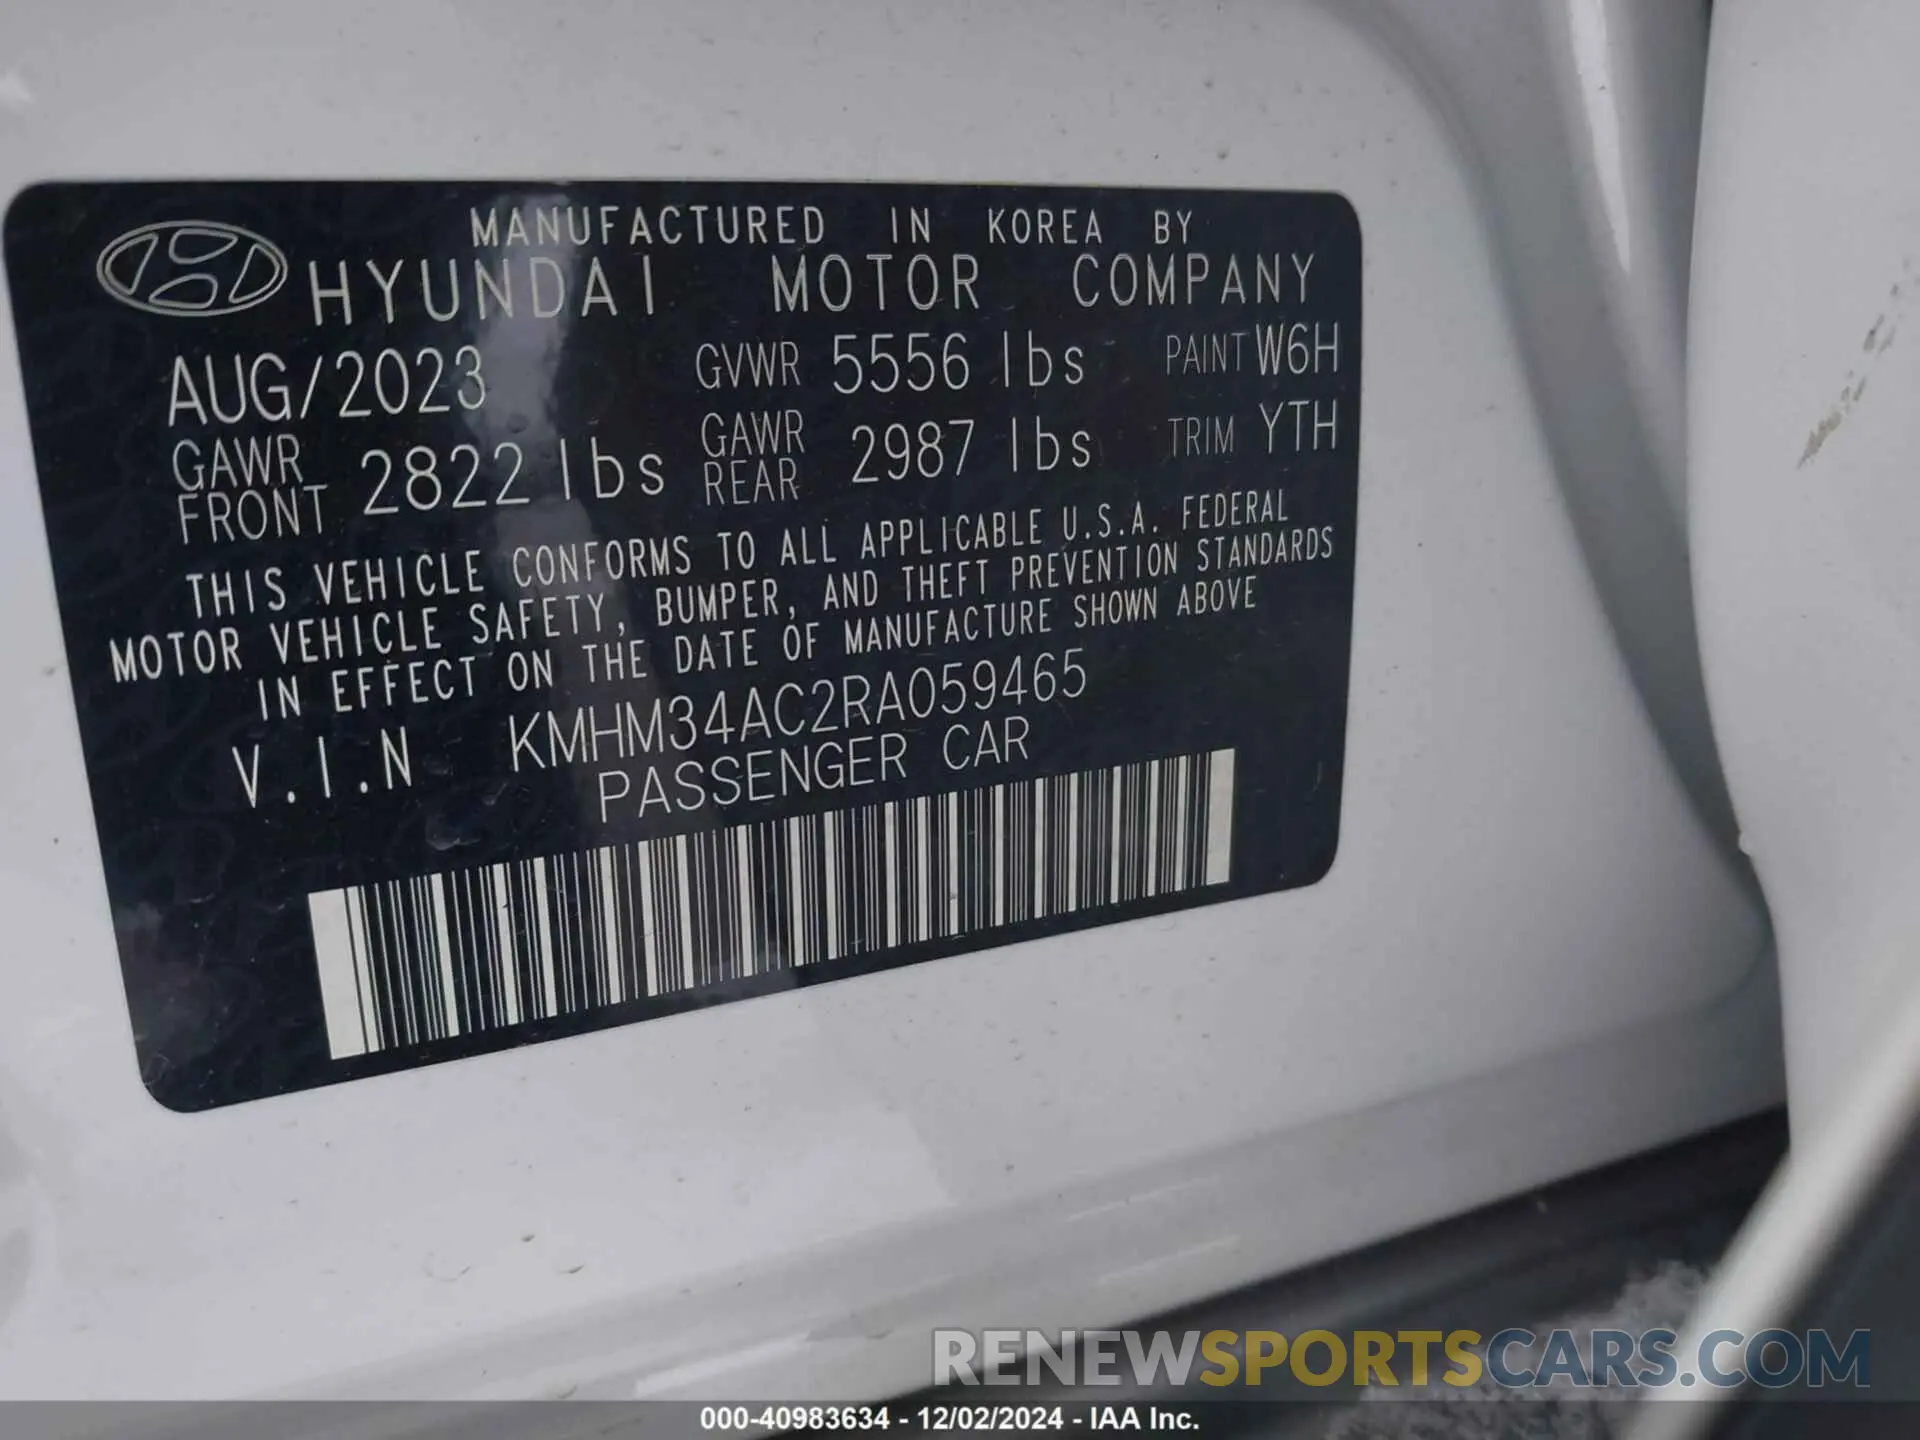 MANUFACTURED IN KOREA BY
HYUNDAI MOTOR COMPANY
AUG/2023 GVWR 5556 lbs PAINT W6H
GAWR FRONT 2822 lbs GAWR REAR 2987 lbs TRIM YTH
THIS VEHICLE CONFORMS TO ALL APPLICABLE U.S.A. FEDERAL
MOTOR VEHICLE SAFETY, BUMPER, AND THEFT PREVENTION STANDARDS
IN EFFECT ON THE DATE OF MANUFACTURE SHOWN ABOVE
V.I.N KMHM34AC2RA059465
PASSENGER CAR
RENEWSPORTSCARS.COM
000-40983634 - 12/02/2024 - IAA Inc.